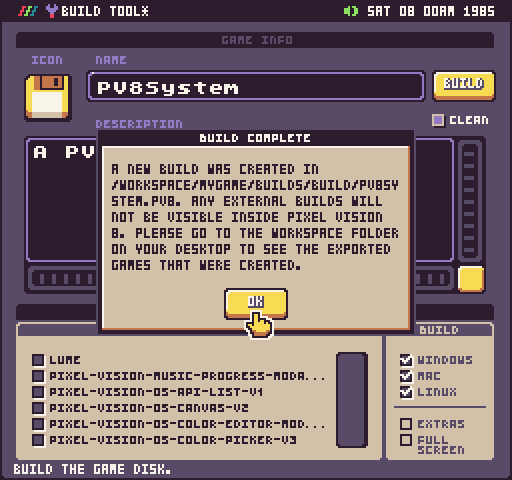 BUILD TOOLX
SAT 08 00AM 1985
GAME INFO
ICON
NAME
PV8System
BUILD
DESCRIPTION
CLEAN
A PV
BUILD COMPLETE
A NEW BUILD WAS CREATED IN
/WORKSPACE/MYGAME/BUILDS/BUILD/PV8SY
STEM.PV8. ANY EXTERNAL BUILDS WILL
NOT BE VISIBLE INSIDE PIXEL VISION
8. PLEASE GO TO THE WORKSPACE FOLDER
ON YOUR DESKTOP TO SEE THE EXPORTED
GAMES THAT WERE CREATED.
OK
BUILD
LUME
PIXEL-VISION-MUSIC-PROGRESS-MODA...
PIXEL-VISION-OS-API-LIST-V1
PIXEL-VISION-OS-CANVAS-V2
PIXEL-VISION-OS-COLOR-EDITOR-MOD...
PIXEL-VISION-OS-COLOR-PICKER-V3
WINDOWS
MAC
LINUX
EXTRAS
FULL
SCREEN
BUILD THE GAME DISK.